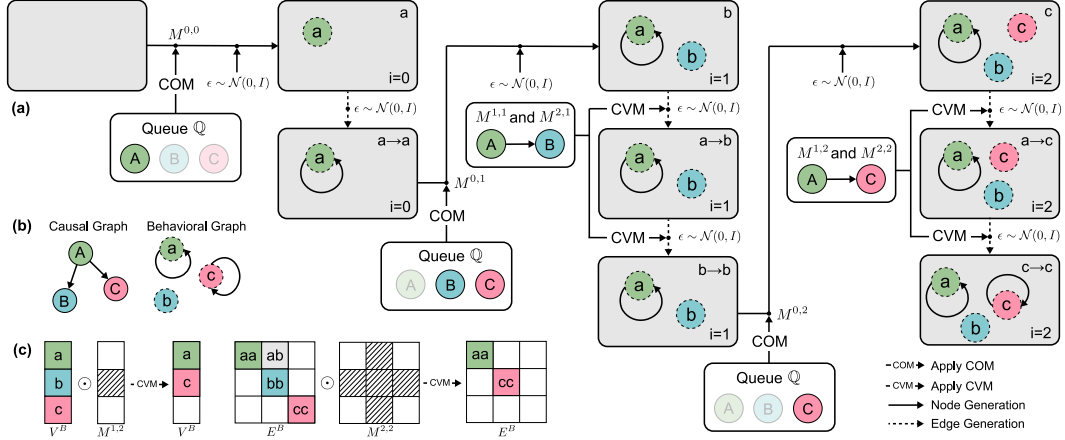 a
a
i=0
M^{0,0}
COM
ϵ ∼ N(0, I)
(a)
Queue ℚ
A B C
ϵ ∼ N(0, I)
a→a
a
i=0
M^{0,1}
COM
Queue ℚ
A B C
ϵ ∼ N(0, I)
b
a
b
i=1
ϵ ∼ N(0, I)
M^{1,1} and M^{2,1}
A B
CVM
a→b
a
b
i=1
CVM
ϵ ∼ N(0, I)
b→b
a
b
i=1
M^{0,2}
COM
Queue ℚ
A B C
ϵ ∼ N(0, I)
c
a
c
b
i=2
ϵ ∼ N(0, I)
M^{1,2} and M^{2,2}
A C
CVM
a→c
a
c
b
i=2
CVM
ϵ ∼ N(0, I)
c→c
a
c
b
i=2
(b)
Causal Graph
A
B
C
Behavioral Graph
a
c
b
(c)
a
b
c
V^B
⊙
M^{1,2}
CVM
a
c
V^B
aa ab
bb
cc
E^B
⊙
M^{2,2}
CVM
aa
cc
E^B
COM Apply COM
CVM Apply CVM
Node Generation
Edge Generation